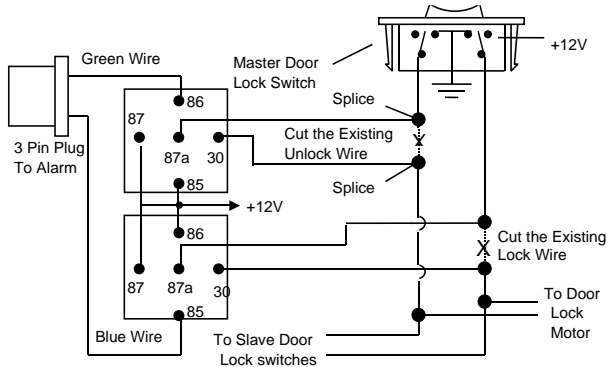 Green Wire
Master Door
Lock Switch
+12V
86
87
Splice
3 Pin Plug
To Alarm
87a
30
Cut the Existing
Unlock Wire
85
Splice
+12V
86
87
87a
30
Cut the Existing
Lock Wire
85
Blue Wire
To Slave Door
Lock switches
To Door
Lock
Motor